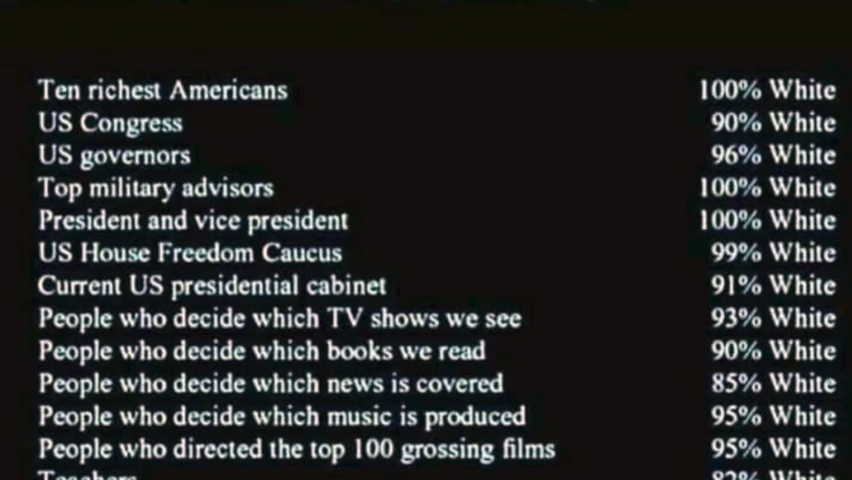 Ten richest Americans 100% White
US Congress 90% White
US governors 96% White
Top military advisors 100% White
President and vice president 100% White
US House Freedom Caucus 99% White
Current US presidential cabinet 91% White
People who decide which TV shows we see 93% White
People who decide which books we read 90% White
People who decide which news is covered 85% White
People who decide which music is produced 95% White
People who directed the top 100 grossing films 95% White
Teachers 82% White